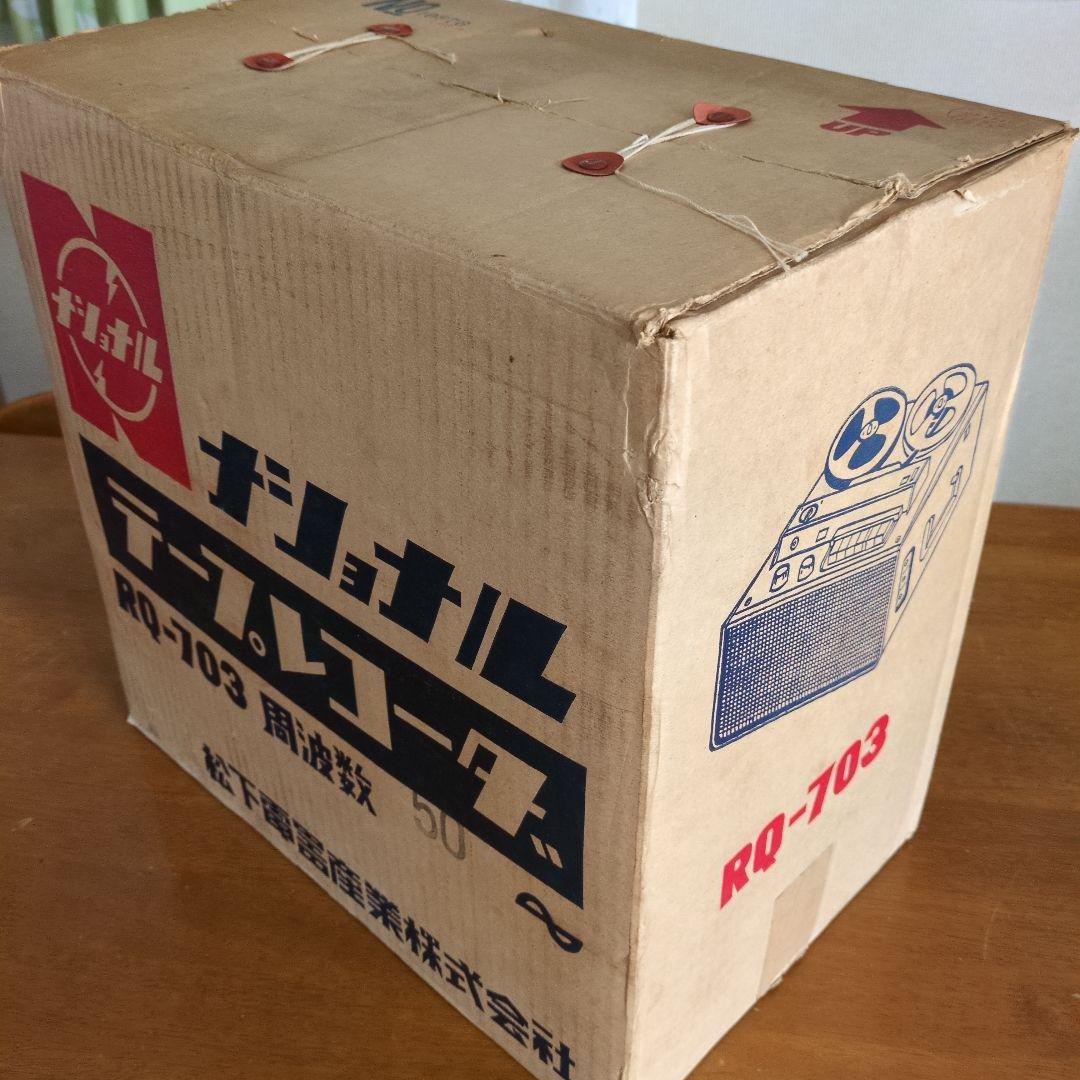 UP
ナショナル
ナショナル
テープレコーダ
RQ-703 周波数 50
松下電器産業株式会社
RQ-703